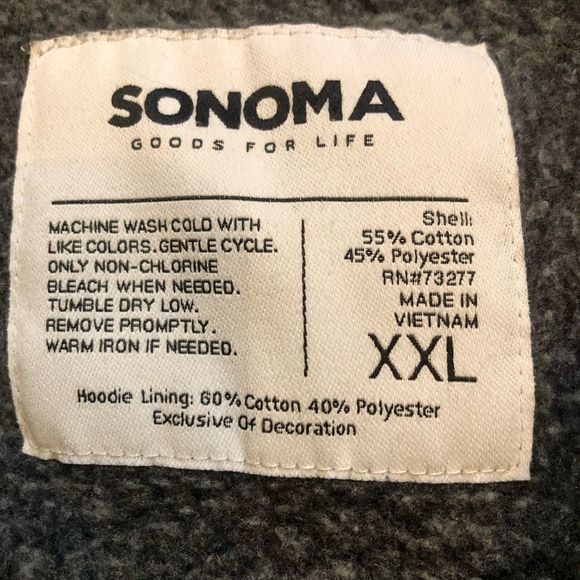 SONOMA
GOODS FOR LIFE
MACHINE WASH COLD WITH
LIKE COLORS. GENTLE CYCLE.
ONLY NON-CHLORINE
BLEACH WHEN NEEDED.
TUMBLE DRY LOW.
REMOVE PROMPTLY.
WARM IRON IF NEEDED.
Shell:
55% Cotton
45% Polyester
RN#73277
MADE IN
VIETNAM
XXL
Hoodie Lining: 60% Cotton 40% Polyester
Exclusive Of Decoration